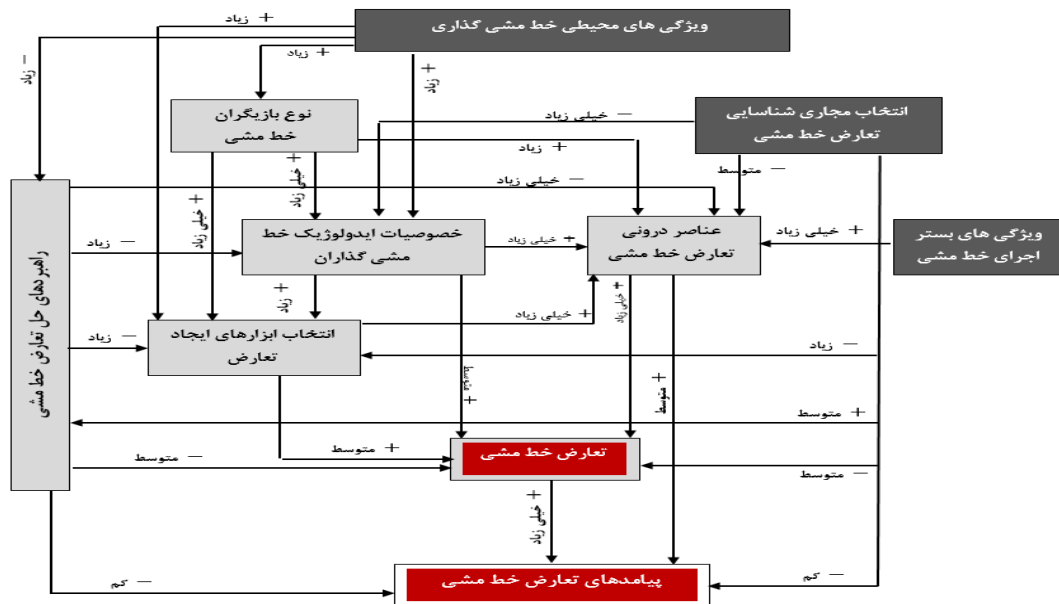 ویژگی های محیطی خط مشی گذاری
+ زیاد
+ زیاد
+ زیاد
– زیاد
نوع بازیگران
خط مشی
انتخاب مجاری شناسایی
تعارض خط مشی
– خیلی زیاد
+ زیاد
+ خیلی زیاد
+ خیلی زیاد
– خیلی زیاد
– متوسط
خصوصیات ایدولوژیک خط
مشی گذاران
عناصر درونی
تعارض خط مشی
ویژگی های بستر
اجرای خط مشی
+ خیلی زیاد
+ خیلی زیاد
– زیاد
راهبردهای حل تعارض خط مشی
+ زیاد
+ خیلی زیاد
+ خیلی زیاد
انتخاب ابزارهای ایجاد
تعارض
– زیاد
– زیاد
+ متوسط
+ متوسط
+ متوسط
+ متوسط
– متوسط
– متوسط
تعارض خط مشی
+ خیلی زیاد
پیامدهای تعارض خط مشی
– کم
– کم